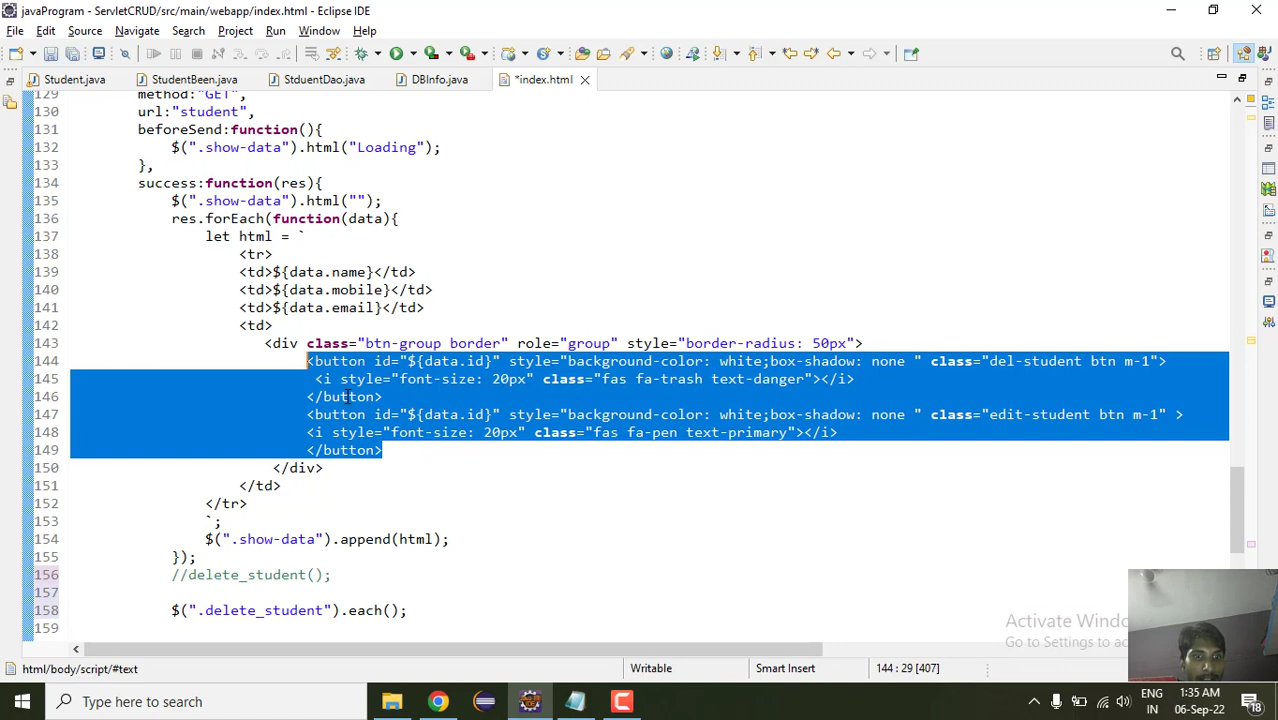 javaProgram - ServletCRUD/src/main/webapp/index.html - Eclipse IDE
File Edit Source Refactor Navigate Search Project Run Window Help
Student.java StudentBeen.java StduentDao.java DBInfo.java *index.html
129 method:"GET",
130 url:"student",
131 beforeSend:function(){
132 $(".show-data").html("Loading");
133 },
134 success:function(res){
135 $(".show-data").html("");
136 res.forEach(function(data){
137 let html = `
138 <tr>
139 <td>${data.name}</td>
140 <td>${data.mobile}</td>
141 <td>${data.email}</td>
142 <td>
143 <div class="btn-group border" role="group" style="border-radius: 50px">
144 <button id="${data.id}" style="background-color: white;box-shadow: none " class="del-student btn m-1">
145 <i style="font-size: 20px" class="fas fa-trash text-danger"></i>
146 </button>
147 <button id="${data.id}" style="background-color: white;box-shadow: none " class="edit-student btn m-1" >
148 <i style="font-size: 20px" class="fas fa-pen text-primary"></i>
149 </button>
150 </div>
151 </td>
152 </tr>
153 `;
154 $(".show-data").append(html);
155 });
156 //delete_student();
157
158 $(".delete_student").each();
159
Activate Windo
Go to Settings to ac
html/body/script/#text Writable Smart Insert 144 : 29 [407]
Type here to search
ENG
IN
1:35 AM
06-Sep-22
18